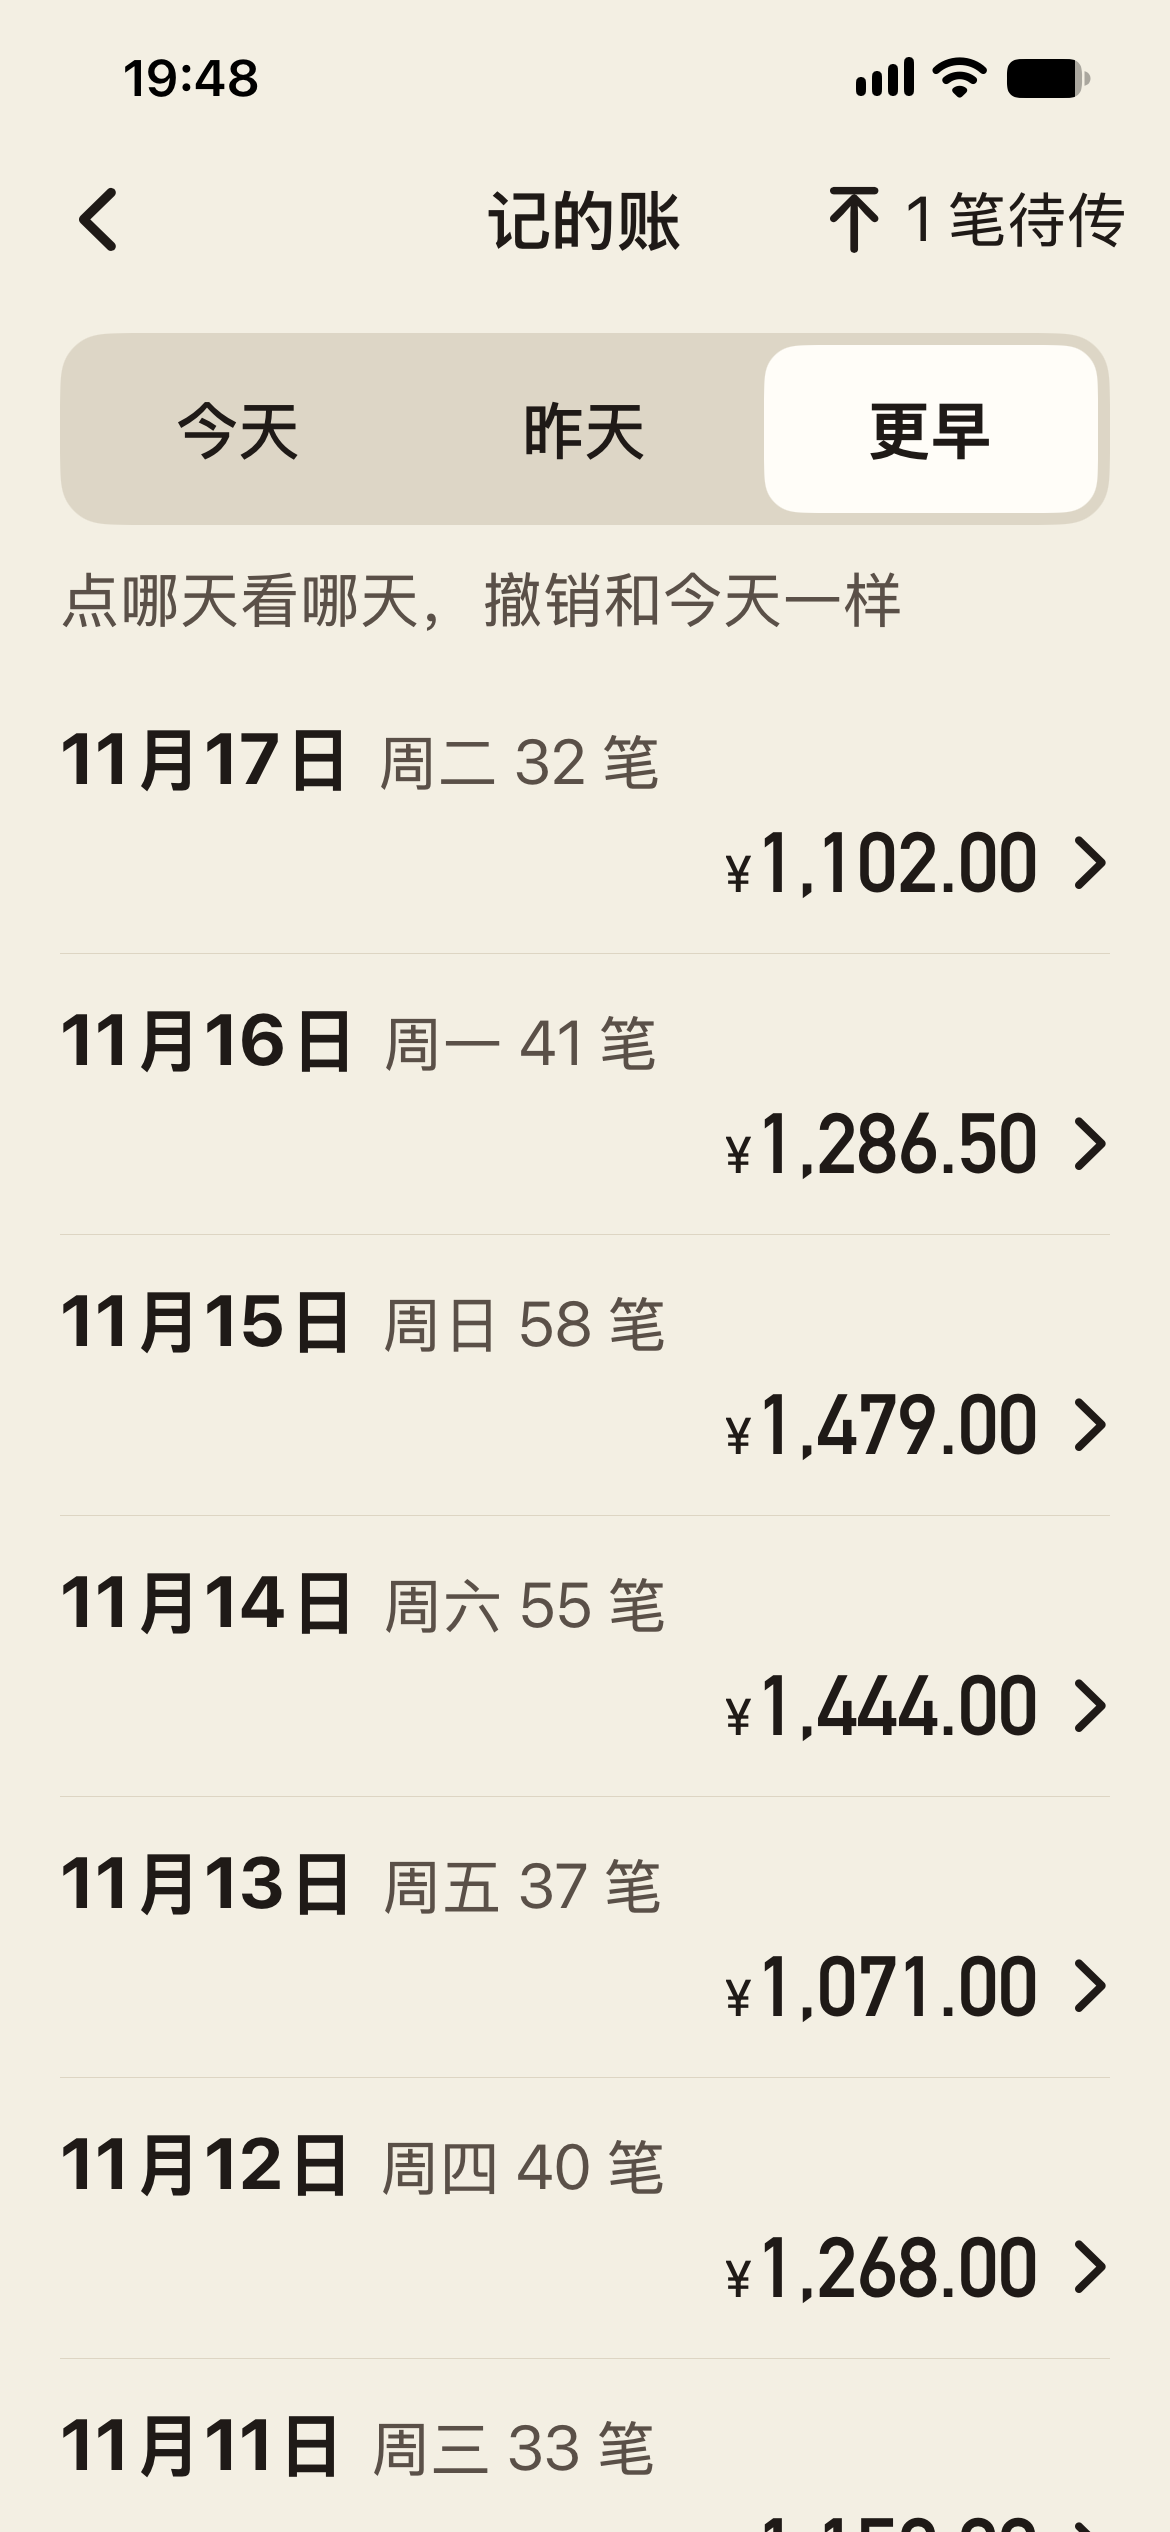 19:48
记的账
1 笔待传
今天 昨天 更早
点哪天看哪天，撤销和今天一样
11月17日 周二 32 笔
¥1,102.00
11月16日 周一 41 笔
¥1,286.50
11月15日 周日 58 笔
¥1,479.00
11月14日 周六 55 笔
¥1,444.00
11月13日 周五 37 笔
¥1,071.00
11月12日 周四 40 笔
¥1,268.00
11月11日 周三 33 笔